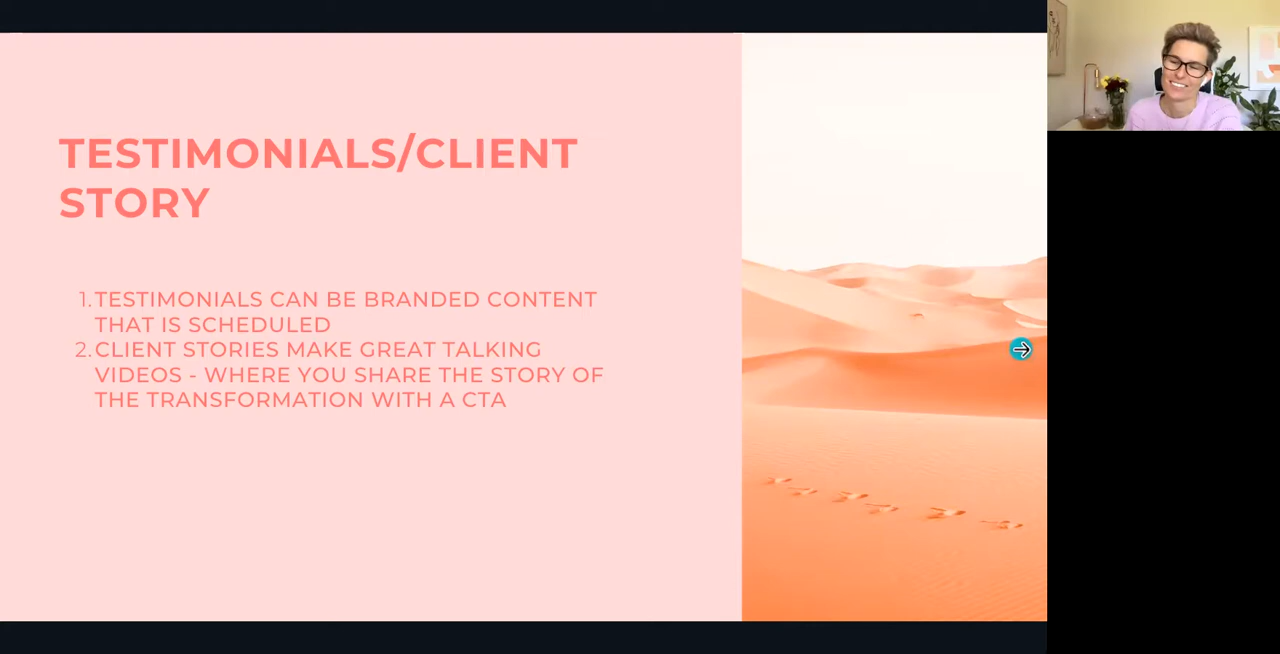 TESTIMONIALS/CLIENT
STORY
1. TESTIMONIALS CAN BE BRANDED CONTENT
THAT IS SCHEDULED
2. CLIENT STORIES MAKE GREAT TALKING
VIDEOS - WHERE YOU SHARE THE STORY OF
THE TRANSFORMATION WITH A CTA